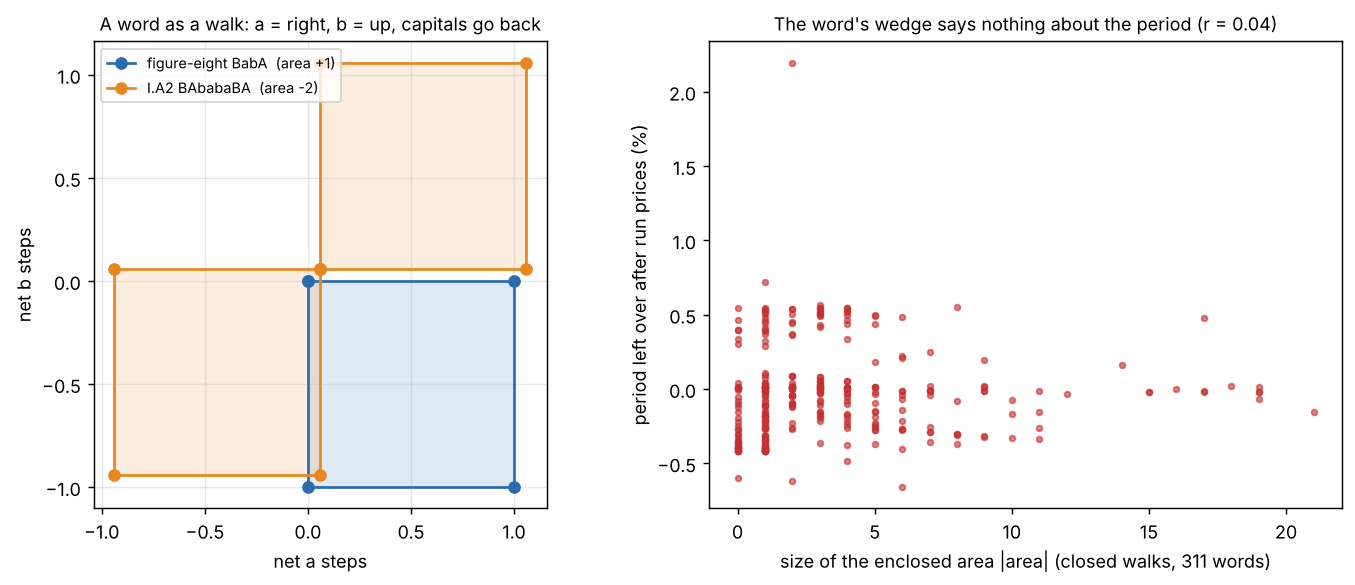 A word as a walk: a = right, b = up, capitals go back
figure-eight BabA (area +1)
I.A2 BAbabaBA (area -2)
1.0
0.5
0.0
−0.5
−1.0
net b steps
−1.0 −0.5 0.0 0.5 1.0
net a steps
The word's wedge says nothing about the period (r = 0.04)
2.0
1.5
1.0
0.5
0.0
−0.5
period left over after run prices (%)
0 5 10 15 20
size of the enclosed area |area| (closed walks, 311 words)